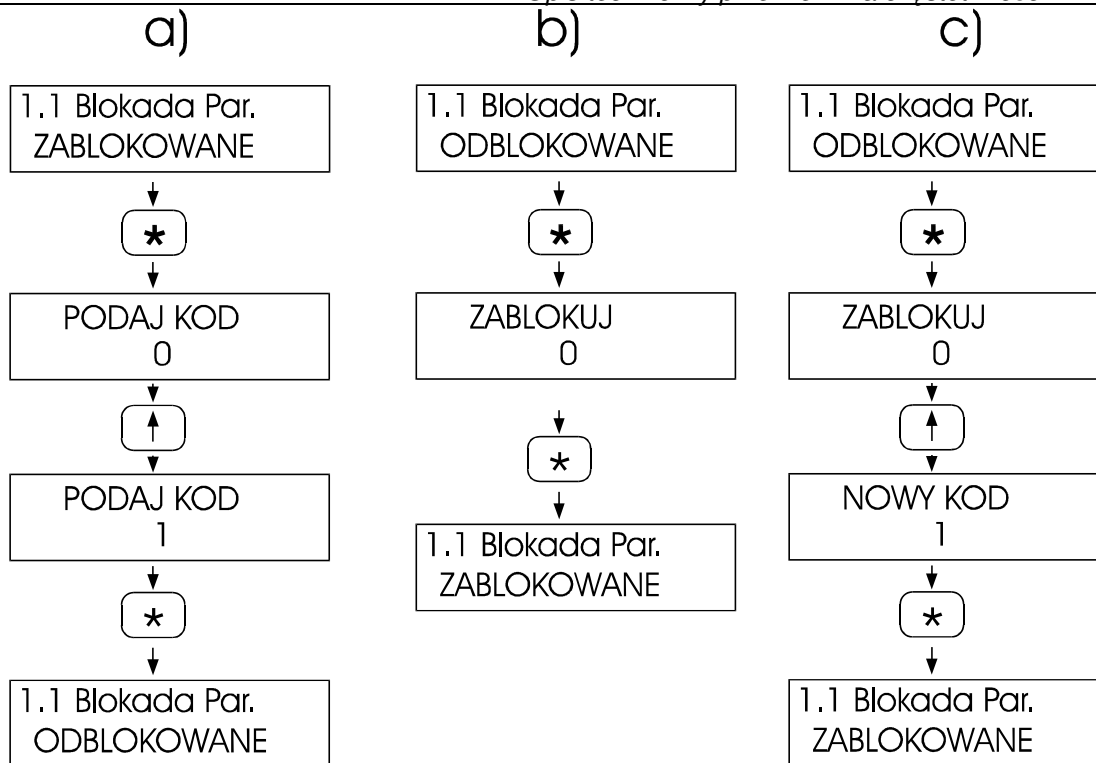 a)
1.1 Blokada Par.
ZABLOKOWANE
*
PODAJ KOD
0
↑
PODAJ KOD
1
*
1.1 Blokada Par.
ODBLOKOWANE
b)
1.1 Blokada Par.
ODBLOKOWANE
*
ZABLOKUJ
0
*
1.1 Blokada Par.
ZABLOKOWANE
c)
1.1 Blokada Par.
ODBLOKOWANE
*
ZABLOKUJ
0
↑
NOWY KOD
1
*
1.1 Blokada Par.
ZABLOKOWANE